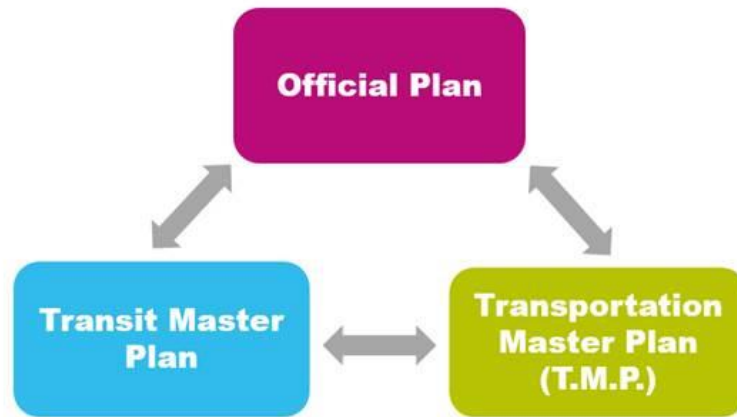 Official Plan
Transit Master
Plan
Transportation
Master Plan
(T.M.P.)